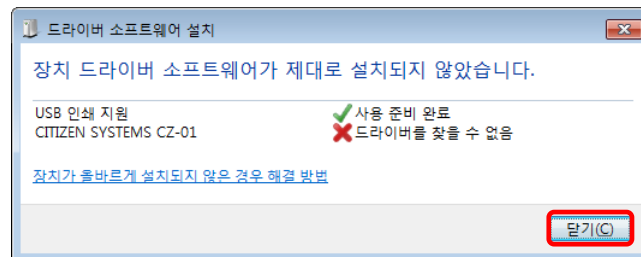 드라이버 소프트웨어 설치
장치 드라이버 소프트웨어가 제대로 설치되지 않았습니다.
USB 인쇄 지원 사용 준비 완료
CITIZEN SYSTEMS CZ-01 드라이버를 찾을 수 없음
장치가 올바르게 설치되지 않은 경우 해결 방법
닫기(C)